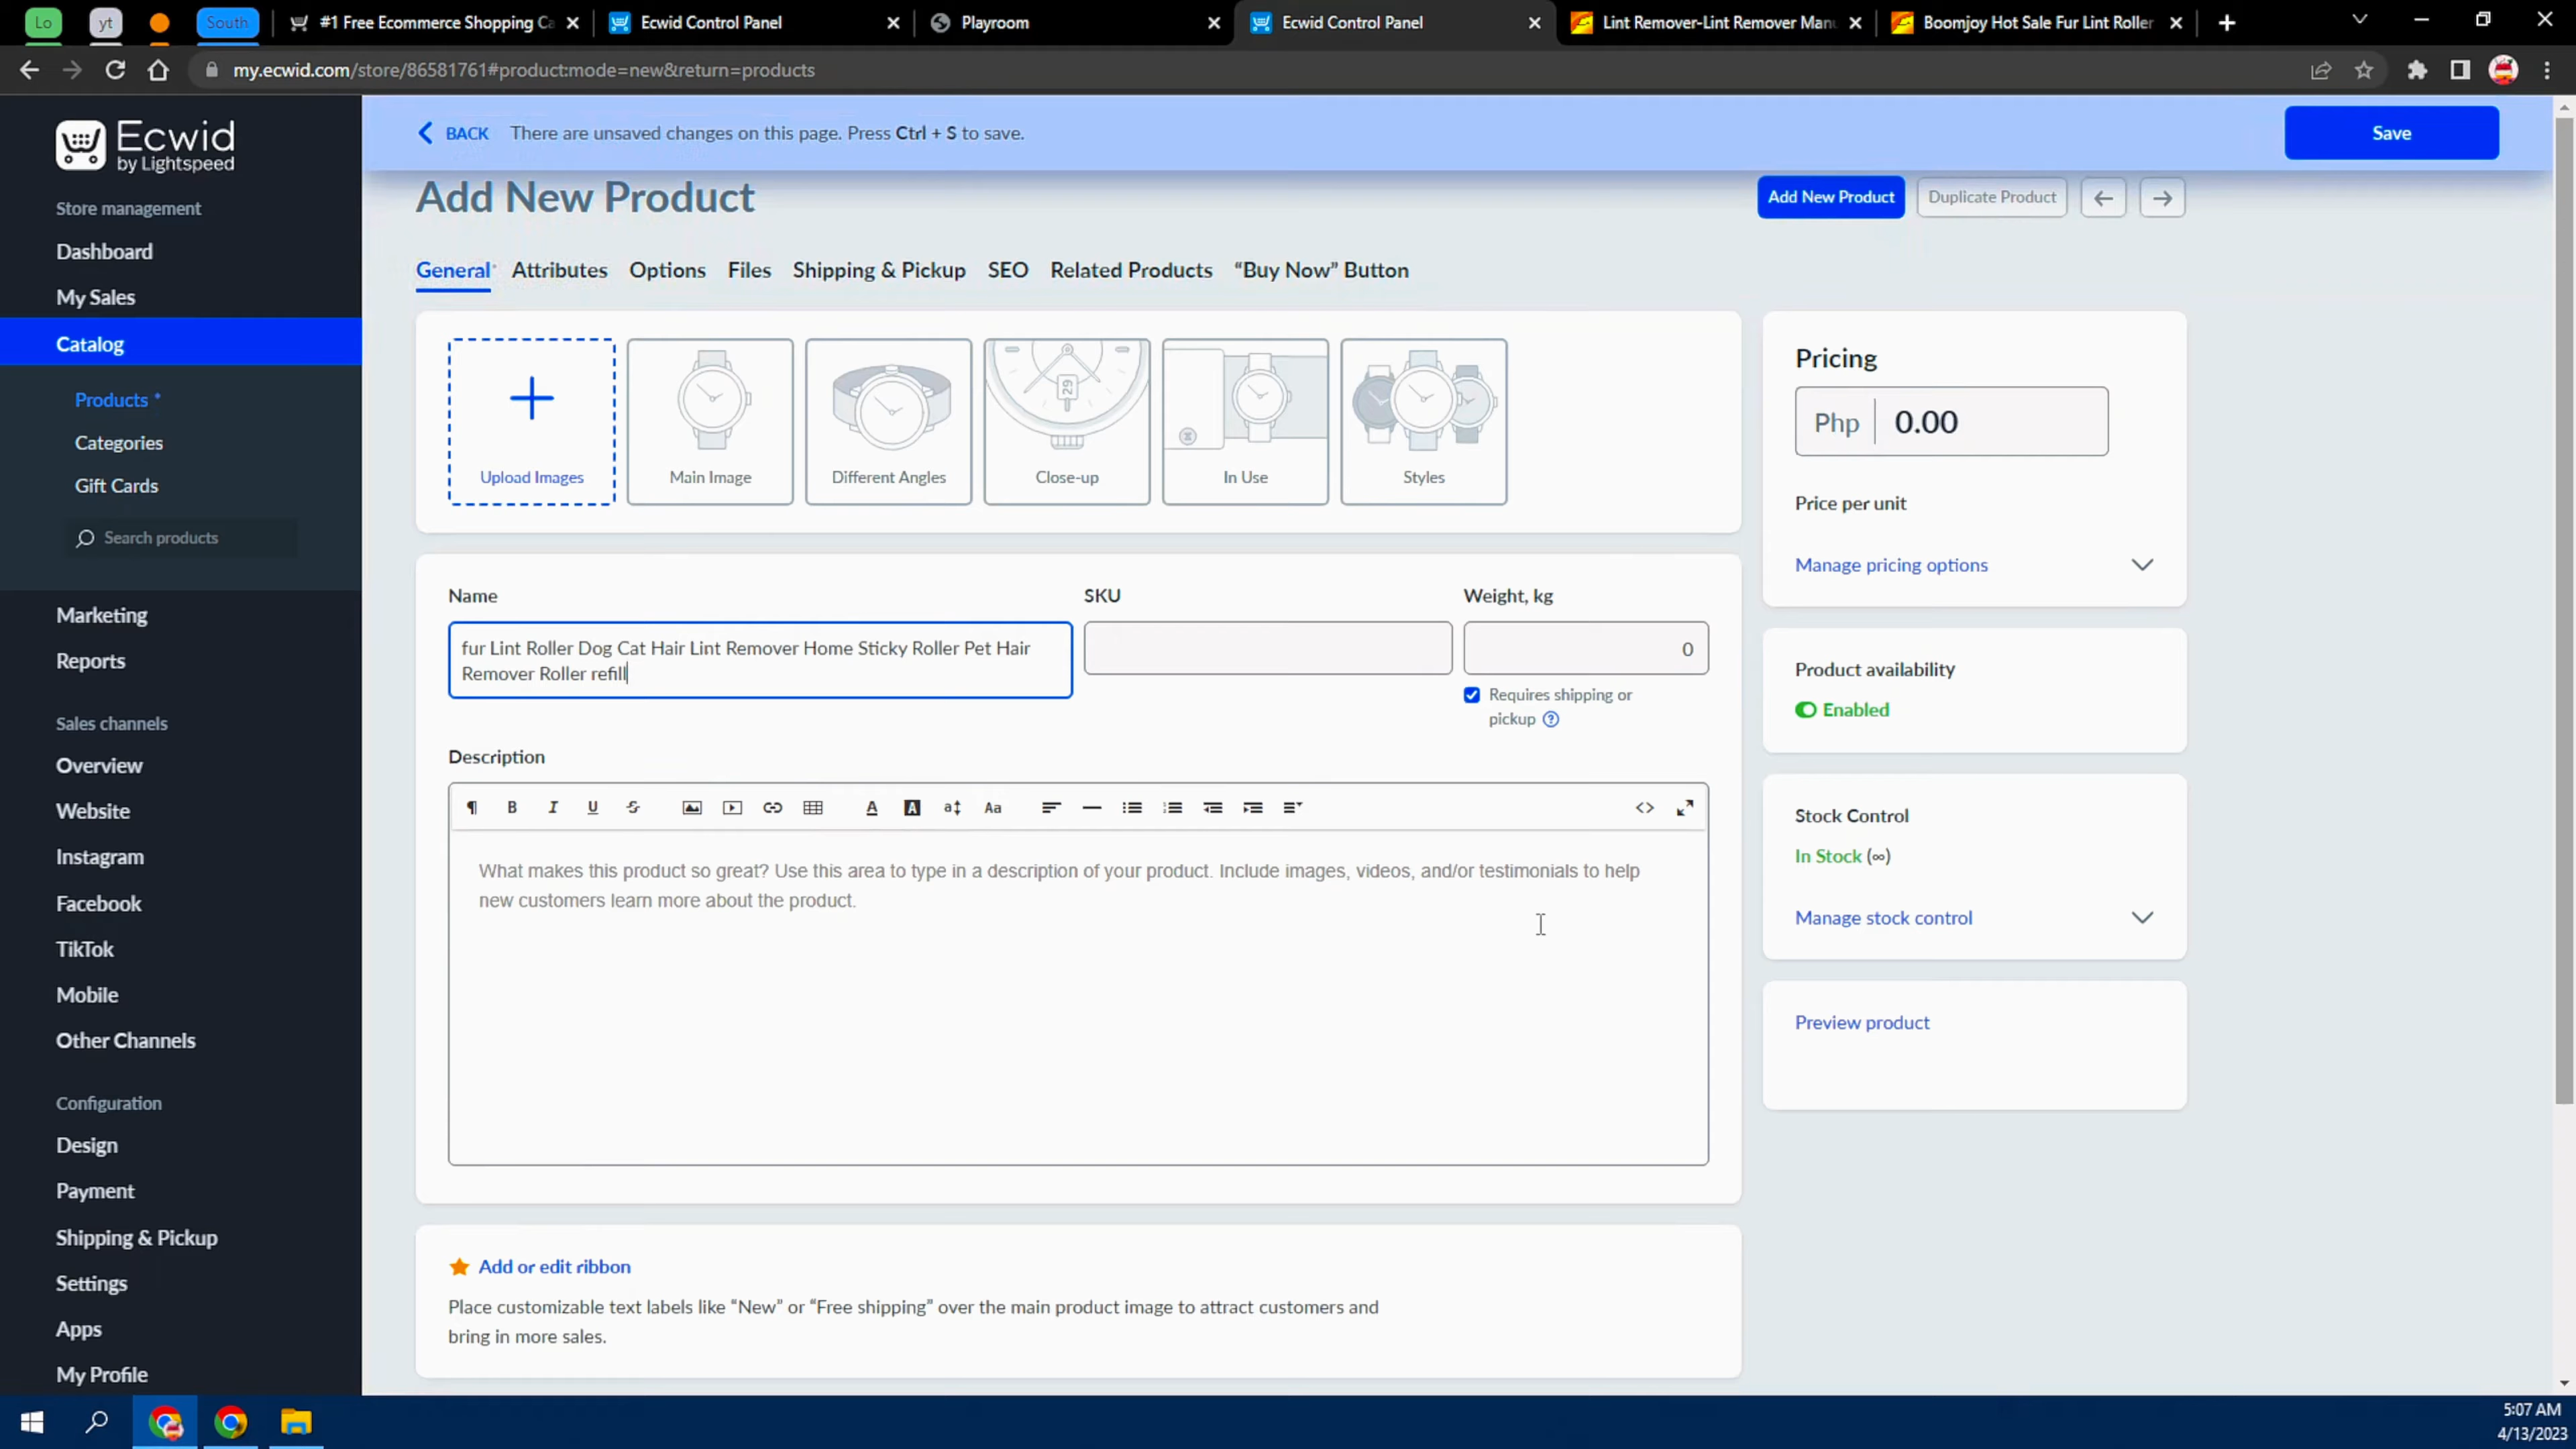 Lo
yt
South
#1 Free Ecommerce Shopping Ca
Ecwid Control Panel
Playroom
Ecwid Control Panel
Lint Remover-Lint Remover Manu
Boomjoy Hot Sale Fur Lint Roller
my.ecwid.com/store/86581761#product:mode=new&return=products
Ecwid
by Lightspeed
Store management
Dashboard
My Sales
Catalog
Products *
Categories
Gift Cards
Search products
Marketing
Reports
Sales channels
Overview
Website
Instagram
Facebook
TikTok
Mobile
Other Channels
Configuration
Design
Payment
Shipping & Pickup
Settings
Apps
My Profile
BACK There are unsaved changes on this page. Press Ctrl + S to save.
Save
Add New Product
Add New Product
Duplicate Product
General Attributes Options Files Shipping & Pickup SEO Related Products “Buy Now” Button
Upload Images
Main Image
Different Angles
29
Close-up
In Use
Styles
Name
fur Lint Roller Dog Cat Hair Lint Remover Home Sticky Roller Pet Hair
Remover Roller refill
SKU
Weight, kg
0
Requires shipping or
pickup
Description
What makes this product so great? Use this area to type in a description of your product. Include images, videos, and/or testimonials to help
new customers learn more about the product.
Add or edit ribbon
Place customizable text labels like “New” or “Free shipping” over the main product image to attract customers and
bring in more sales.
Pricing
Php 0.00
Price per unit
Manage pricing options
Product availability
Enabled
Stock Control
In Stock (∞)
Manage stock control
Preview product
5:07 AM
4/13/2023